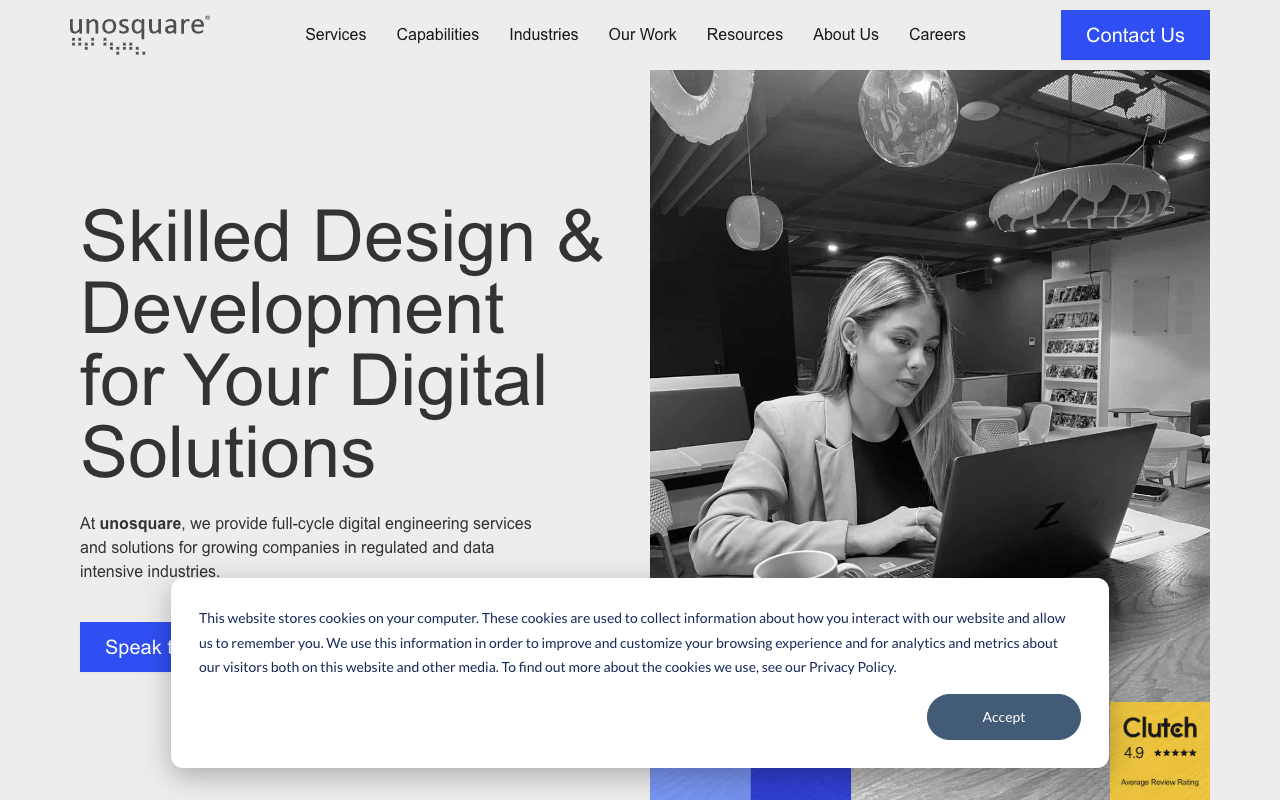 unosquare®
Services Capabilities Industries Our Work Resources About Us Careers
Contact Us
Skilled Design &
Development
for Your Digital
Solutions
At unosquare, we provide full-cycle digital engineering services
and solutions for growing companies in regulated and data
intensive industries.
Speak
This website stores cookies on your computer. These cookies are used to collect information about how you interact with our website and allow
us to remember you. We use this information in order to improve and customize your browsing experience and for analytics and metrics about
our visitors both on this website and other media. To find out more about the cookies we use, see our Privacy Policy.
Accept
Clutch
4.9 ★★★★★
Average Review Rating